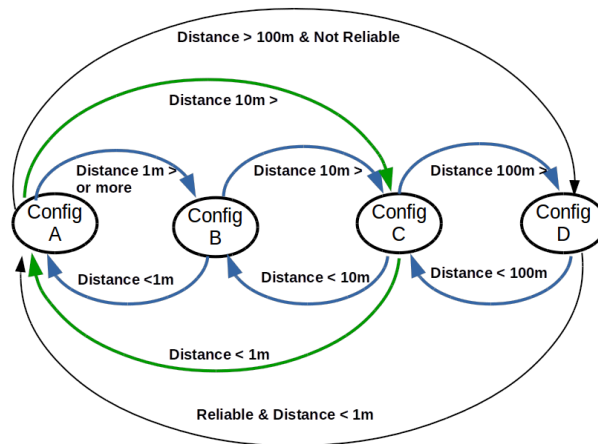 Distance > 100m & Not Reliable
Distance 10m >
Distance 1m >
or more
Distance 10m >
Distance 100m >
Config
A
Config
B
Config
C
Config
D
Distance <1m
Distance < 10m
Distance < 100m
Distance < 1m
Reliable & Distance < 1m